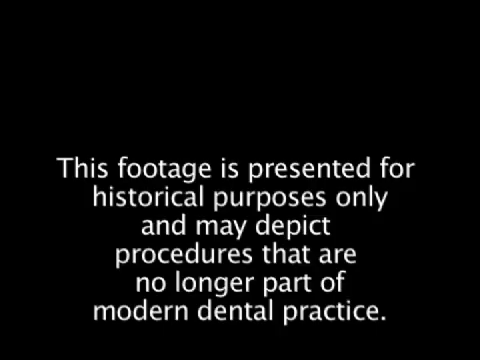 This footage is presented for
historical purposes only
and may depict
procedures that are
no longer part of
modern dental practice.